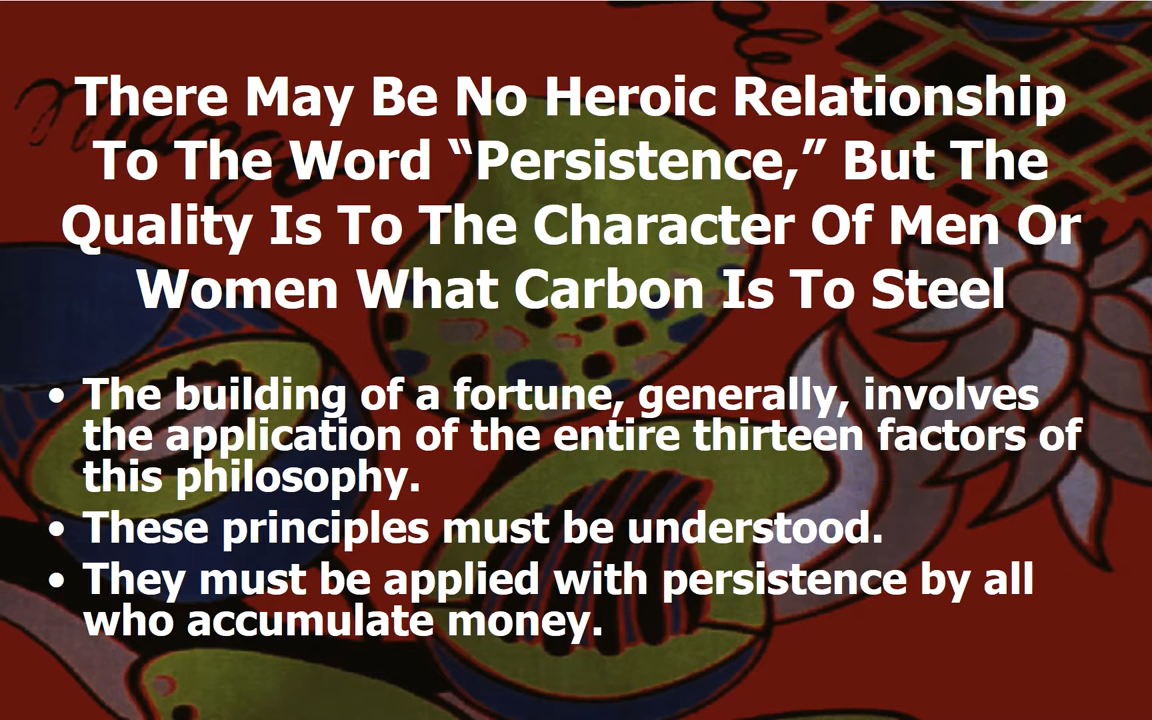 There May Be No Heroic Relationship
To The Word “Persistence,” But The
Quality Is To The Character Of Men Or
Women What Carbon Is To Steel
• The building of a fortune, generally, involves
the application of the entire thirteen factors of
this philosophy.
• These principles must be understood.
• They must be applied with persistence by all
who accumulate money.